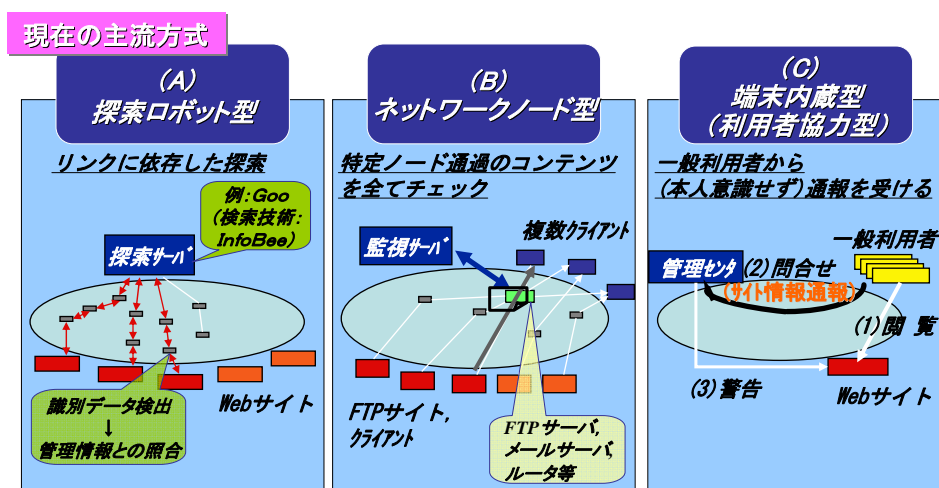 現在の主流方式
(A)
探索ロボット型
リンクに依存した探索
例:Goo
(検索技術:
InfoBee)
探索サーバ
Webサイト
識別データ検出
↓
管理情報との照合
(B)
ネットワークノード型
特定ノード通過のコンテンツ
を全てチェック
複数クライアント
監視サーバ
FTPサイト,
クライアント
FTPサーバ,
メールサーバ,
ルータ等
(C)
端末内蔵型
(利用者協力型)
一般利用者から
(本人意識せず)通報を受ける
一般利用者
管理センタ
(2)問合せ
(サイト情報通報)
(1)閲 覧
(3)警告
Webサイト